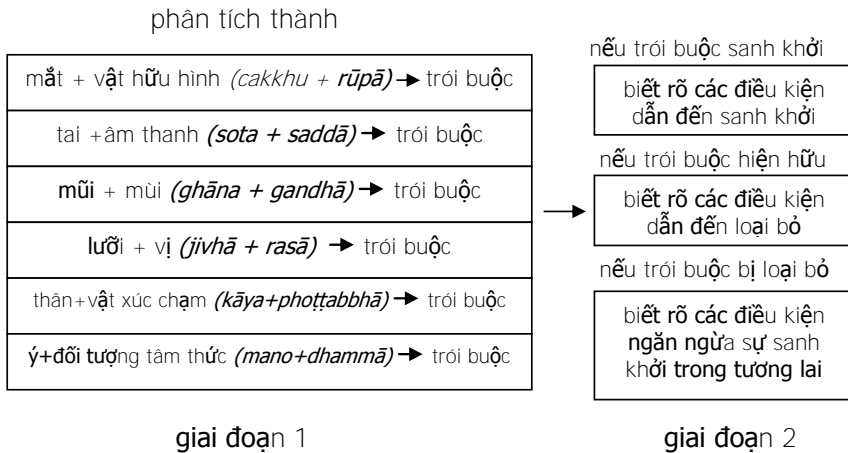 phân tích thành
mắt + vật hữu hình (cakkhu + rūpā) → trói buộc
tai +âm thanh (sota + saddā) → trói buộc
mũi + mùi (ghāna + gandhā) → trói buộc
lưỡi + vị (jivhā + rasā) → trói buộc
thân+vật xúc chạm (kāya+phoṭṭabbhā) → trói buộc
ý+đối tượng tâm thức (mano+dhammā) → trói buộc
giai đoạn 1
nếu trói buộc sanh khởi
biết rõ các điều kiện
dẫn đến sanh khởi
nếu trói buộc hiện hữu
biết rõ các điều kiện
dẫn đến loại bỏ
nếu trói buộc bị loại bỏ
biết rõ các điều kiện
ngăn ngừa sự sanh
khởi trong tương lai
giai đoạn 2